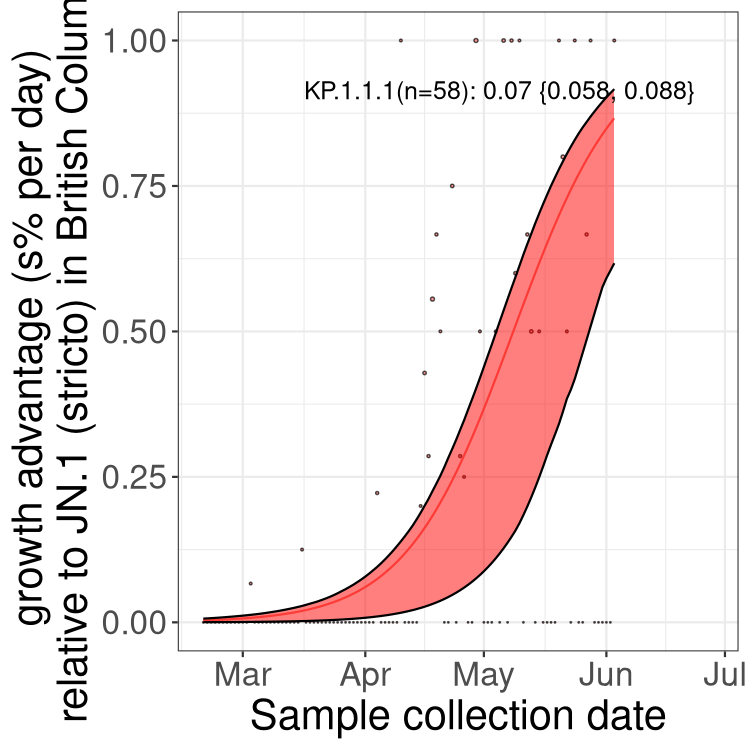 growth advantage (s% per day)
relative to JN.1 (stricto) in British Colum
1.00
0.75
0.50
0.25
0.00
KP.1.1.1(n=58): 0.07 {0.058, 0.088}
Mar Apr May Jun Jul
Sample collection date